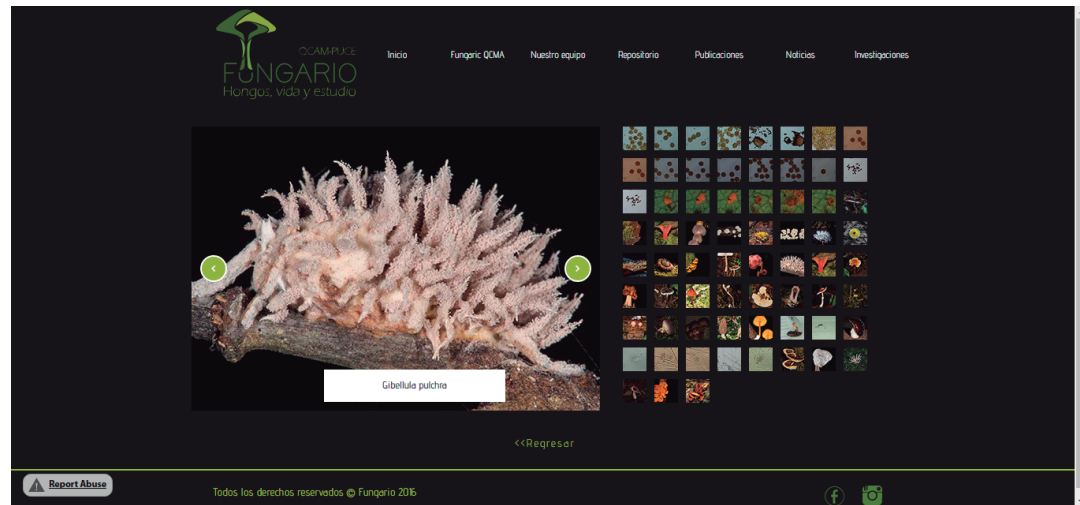 QCAM-PUCE
FUNGARIO
Hongos, vida y estudio
Inicio
Fungaric QCMA
Nuestro equipo
Repositorio
Publicaciones
Noticias
Investigaciones
Gibellula pulchra
<<Regresar
Report Abuse
Todos los derechos reservados @ Fungario 2016